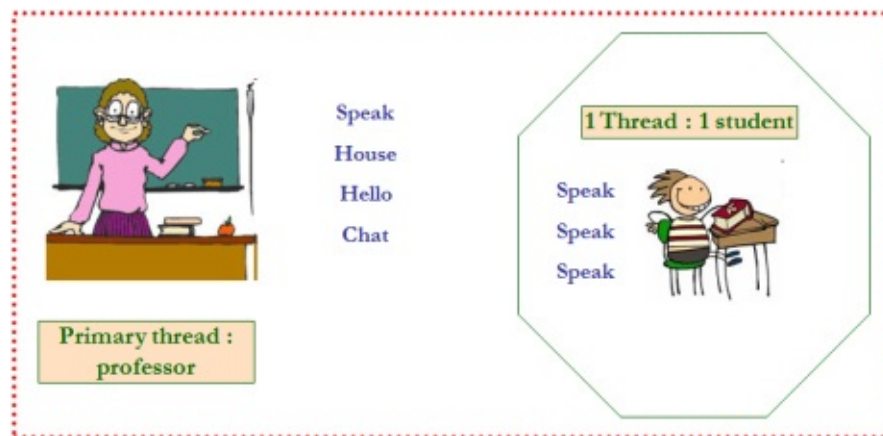 Speak
House
Hello
Chat
Primary thread :
professor
1 Thread : 1 student
Speak
Speak
Speak